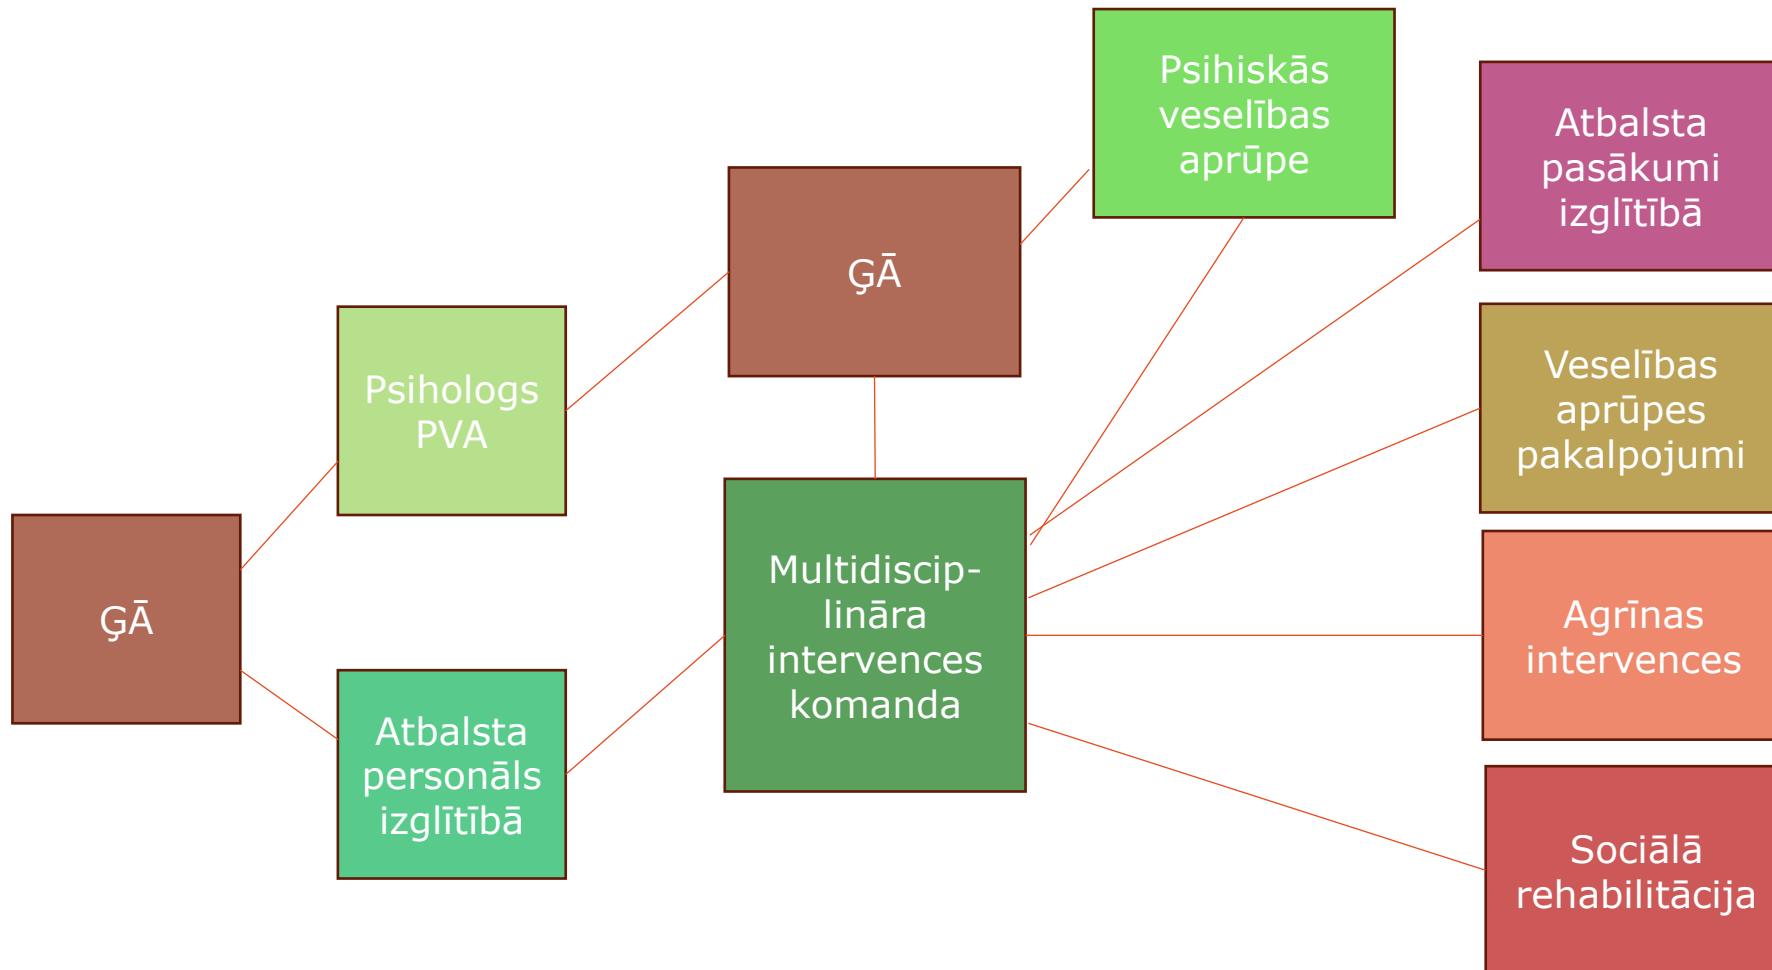 ĢĀ
Psihologs
PVA
Atbalsta
personāls
izglītībā
ĢĀ
Multidiscip-
lināra
intervences
komanda
Psihiskās
veselības
aprūpe
Atbalsta
pasākumi
izglītībā
Veselības
aprūpes
pakalpojumi
Agrīnas
intervences
Sociālā
rehabilitācija